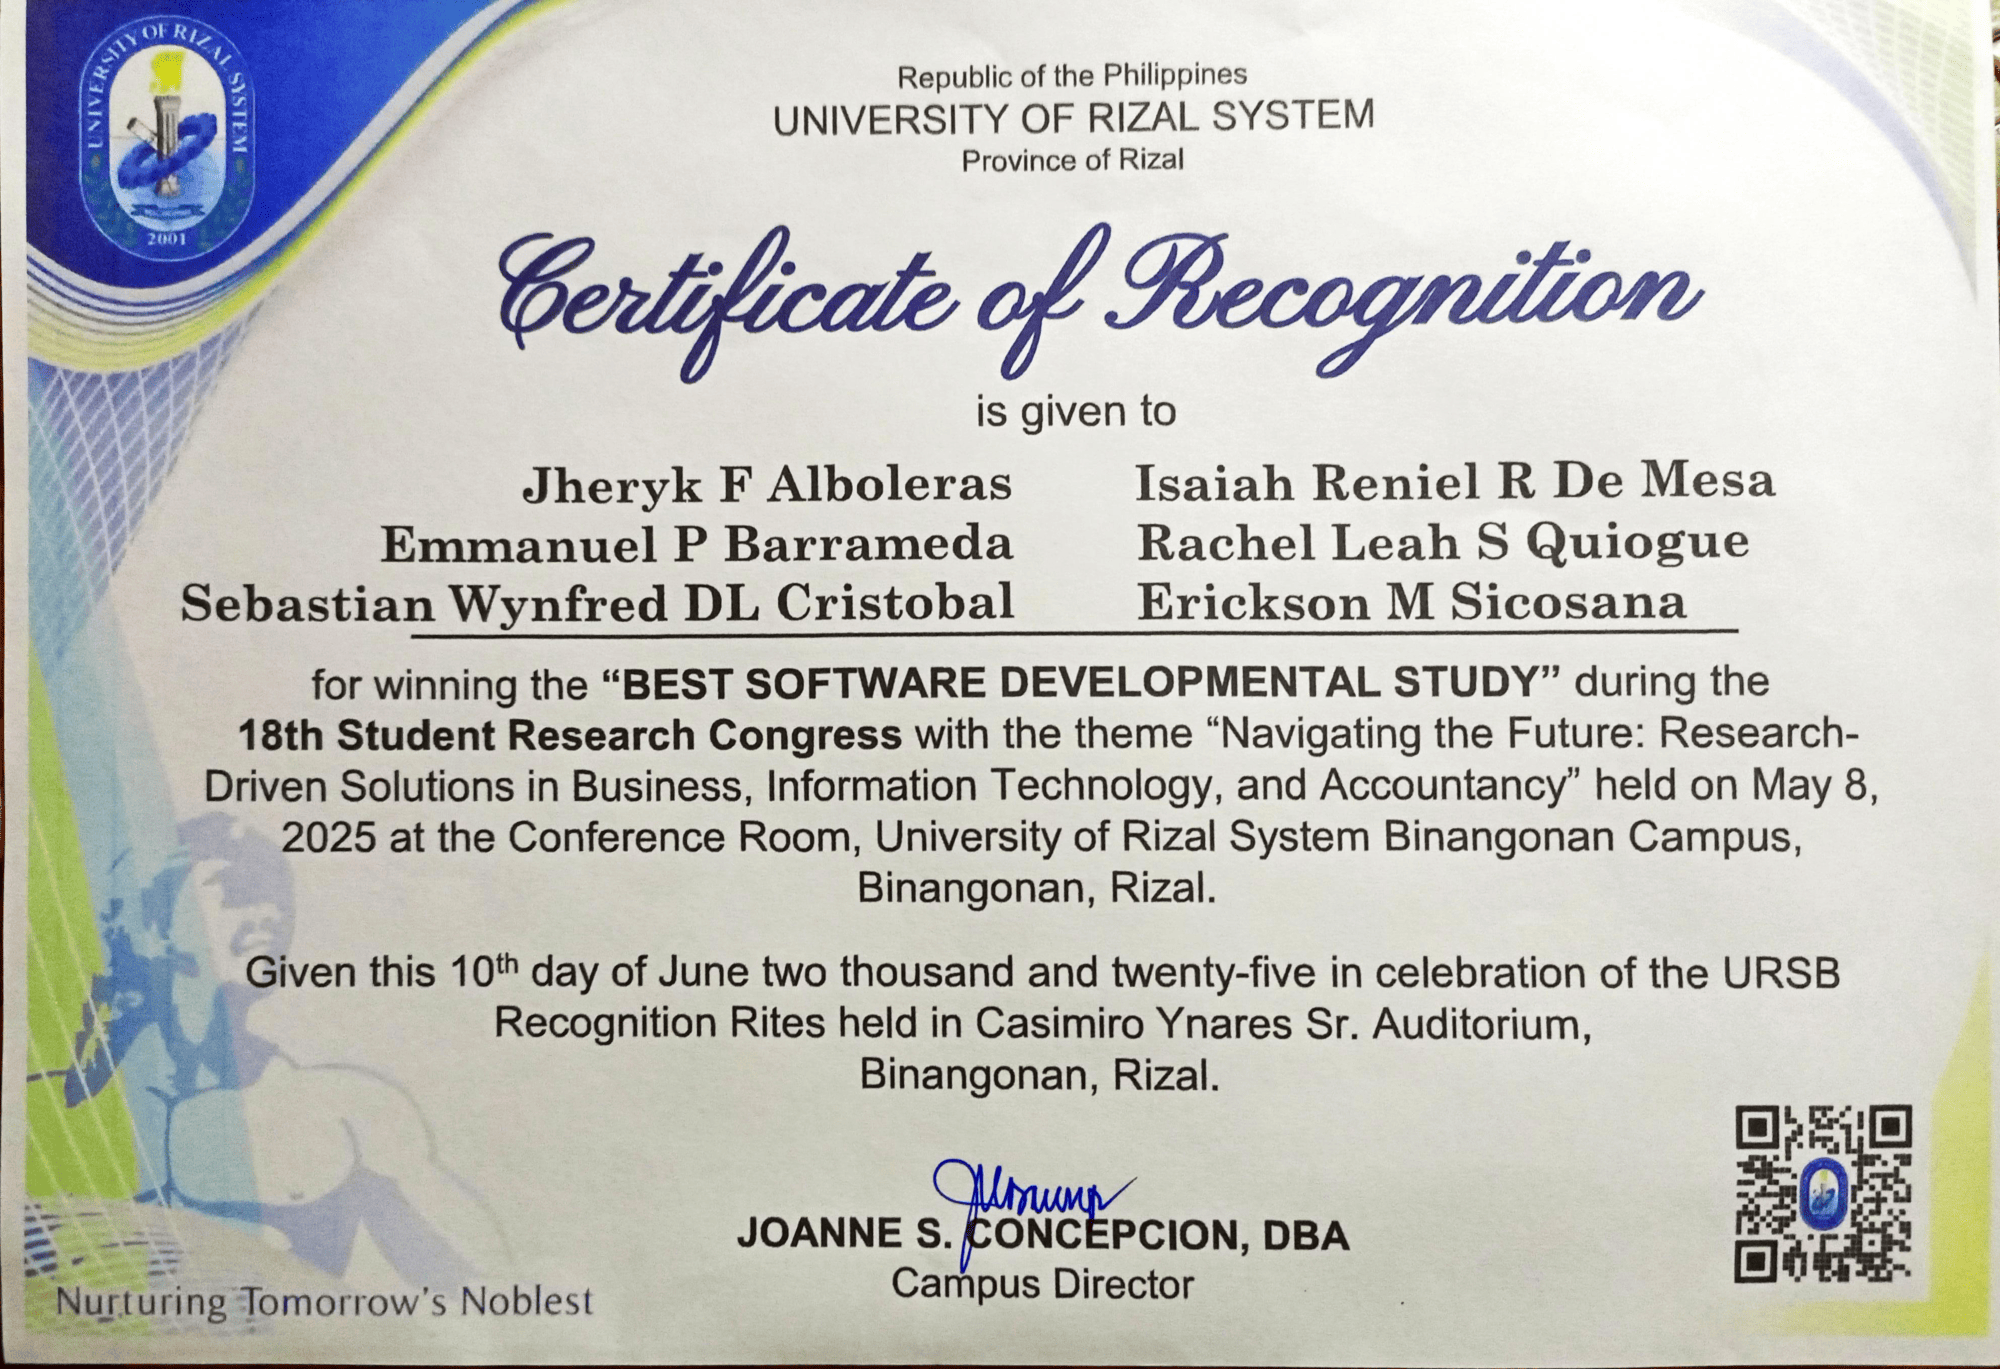 UNIVERSITY OF RIZAL SYSTEM
2001
Republic of the Philippines
UNIVERSITY OF RIZAL SYSTEM
Province of Rizal
Certificate of Recognition
is given to
Jheryk F Alboleras
Emmanuel P Barrameda
Sebastian Wynfred DL Cristobal
Isaiah Reniel R De Mesa
Rachel Leah S Quiogue
Erickson M Sicosana
for winning the “BEST SOFTWARE DEVELOPMENTAL STUDY” during the
18th Student Research Congress with the theme “Navigating the Future: Research-
Driven Solutions in Business, Information Technology, and Accountancy” held on May 8,
2025 at the Conference Room, University of Rizal System Binangonan Campus,
Binangonan, Rizal.
Given this 10th day of June two thousand and twenty-five in celebration of the URSB
Recognition Rites held in Casimiro Ynares Sr. Auditorium,
Binangonan, Rizal.
JOANNE S. CONCEPCION, DBA
Campus Director
Nurturing Tomorrow's Noblest